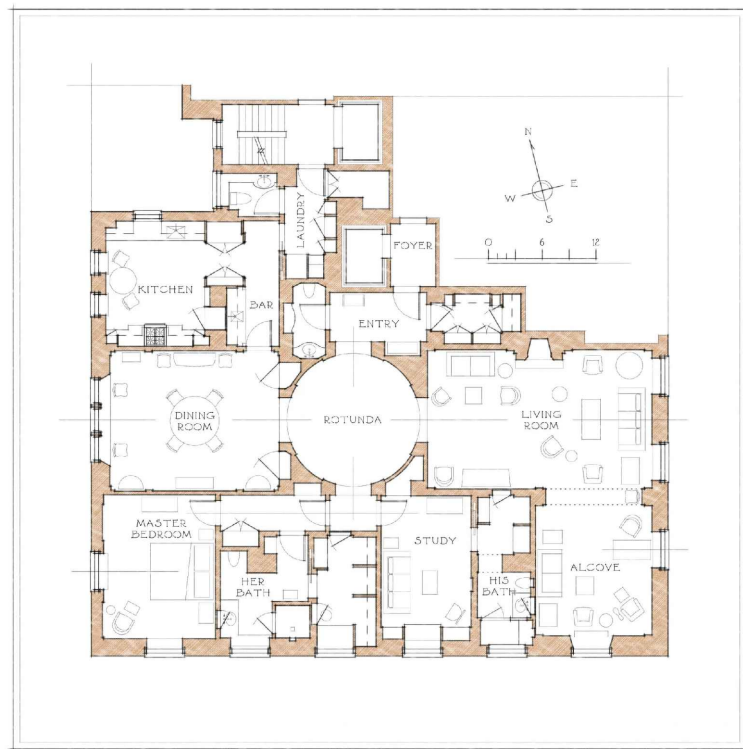 N
W
E
S
LAUNDRY
FOYER
0 6 12
KITCHEN
BAR
ENTRY
DINING
ROOM
ROTUNDA
LIVING
ROOM
MASTER
BEDROOM
STUDY
HER
BATH
HIS
BATH
ALCOVE